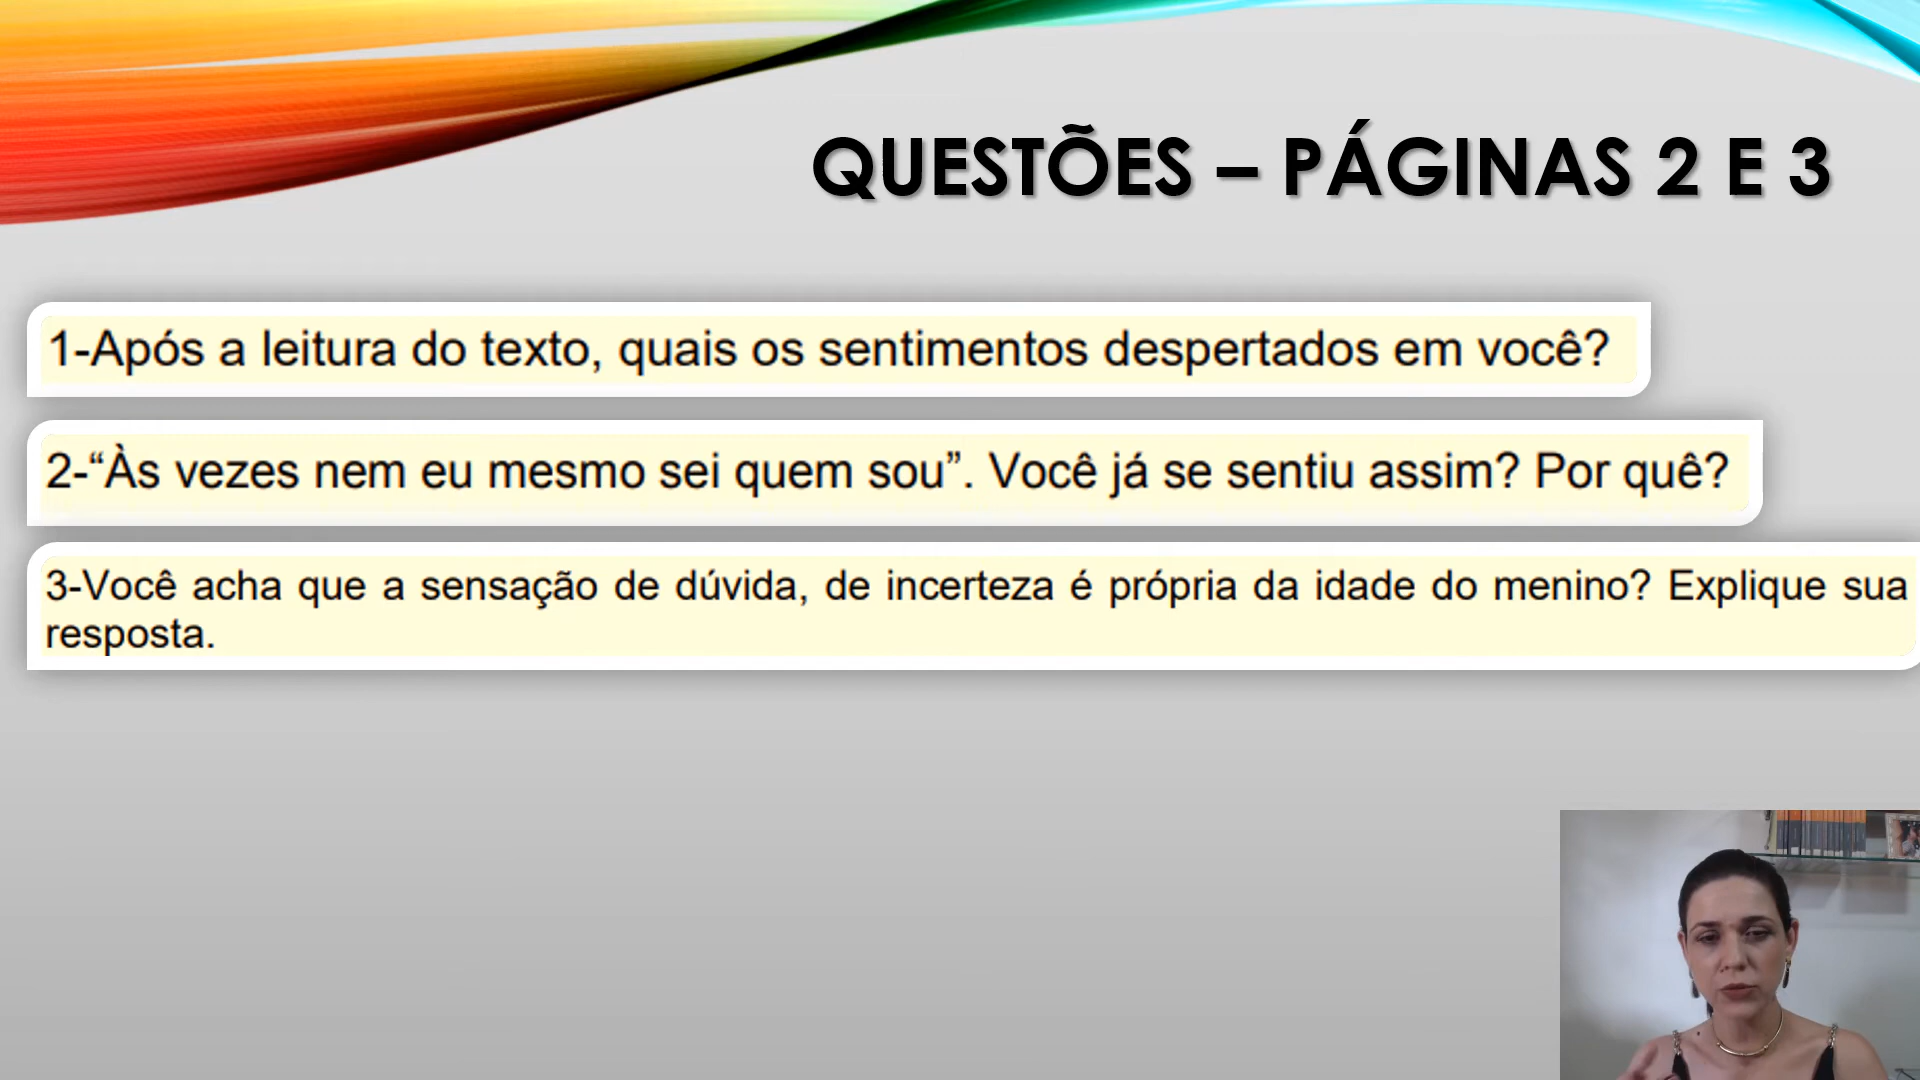 QUESTÕES – PÁGINAS 2 E 3
1-Após a leitura do texto, quais os sentimentos despertados em você?
2-“Às vezes nem eu mesmo sei quem sou”. Você já se sentiu assim? Por quê?
3-Você acha que a sensação de dúvida, de incerteza é própria da idade do menino? Explique sua
resposta.